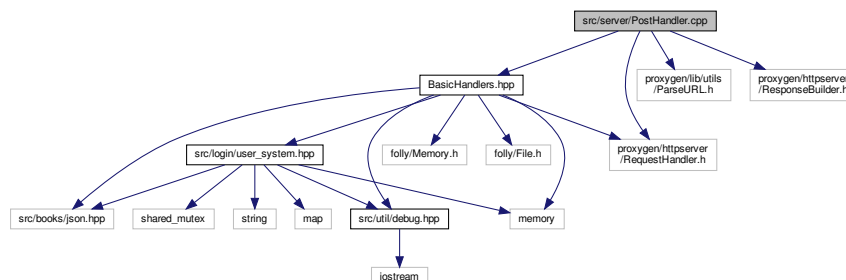 src/server/PostHandler.cpp
BasicHandlers.hpp
proxygen/lib/utils
/ParseURL.h
proxygen/httpserver
/ResponseBuilder.h
src/login/user_system.hpp
folly/Memory.h
folly/File.h
proxygen/httpserver
/RequestHandler.h
src/books/json.hpp
shared_mutex
string
map
src/util/debug.hpp
memory
iostream